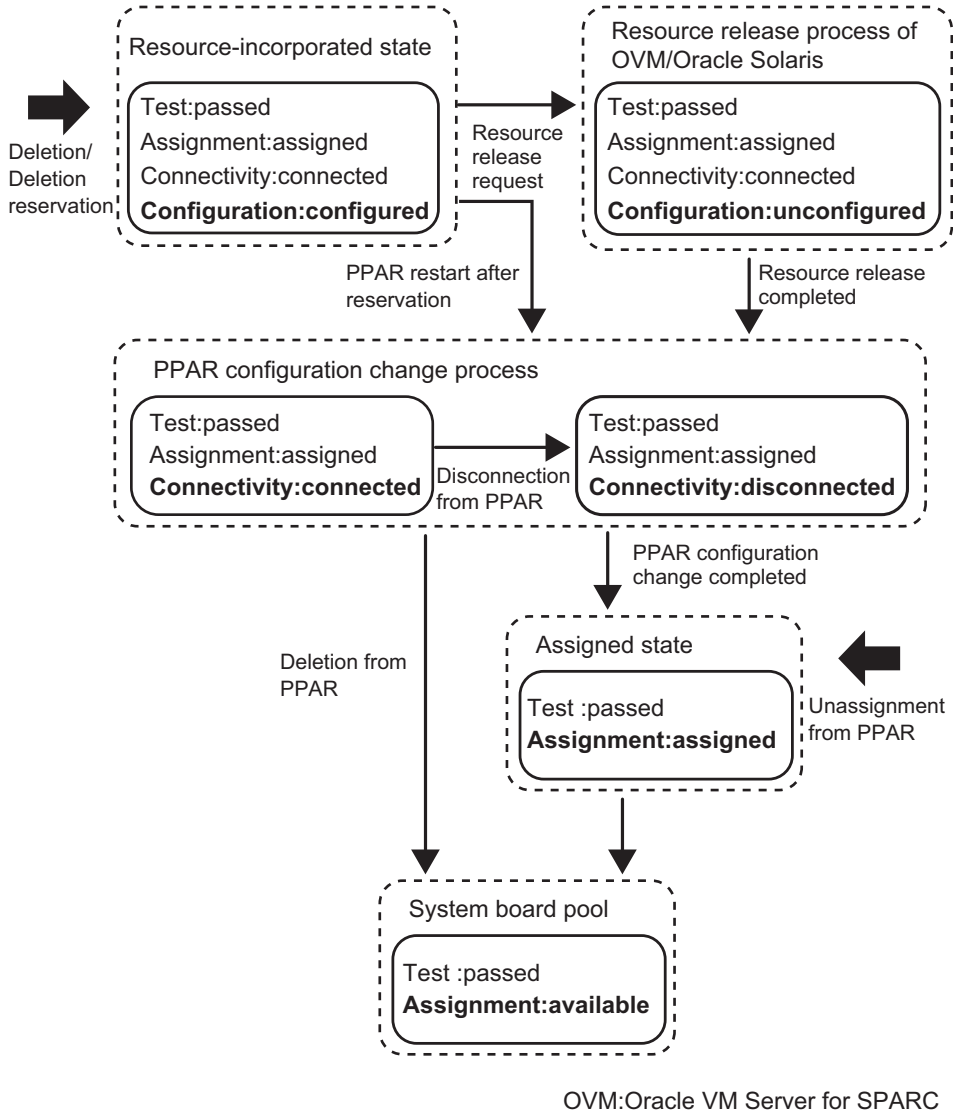 Resource-incorporated state
Test:passed
Assignment:assigned
Connectivity:connected
Configuration:configured
Deletion/
Deletion
reservation
Resource
release
request
Resource release process of
OVM/Oracle Solaris
Test:passed
Assignment:assigned
Connectivity:connected
Configuration:unconfigured
PPAR restart after
reservation
Resource release
completed
PPAR configuration change process
Test:passed
Assignment:assigned
Connectivity:connected
Disconnection
from PPAR
Test:passed
Assignment:assigned
Connectivity:disconnected
PPAR configuration
change completed
Deletion from
PPAR
Assigned state
Test :passed
Assignment:assigned
Unassignment
from PPAR
System board pool
Test :passed
Assignment:available
OVM:Oracle VM Server for SPARC